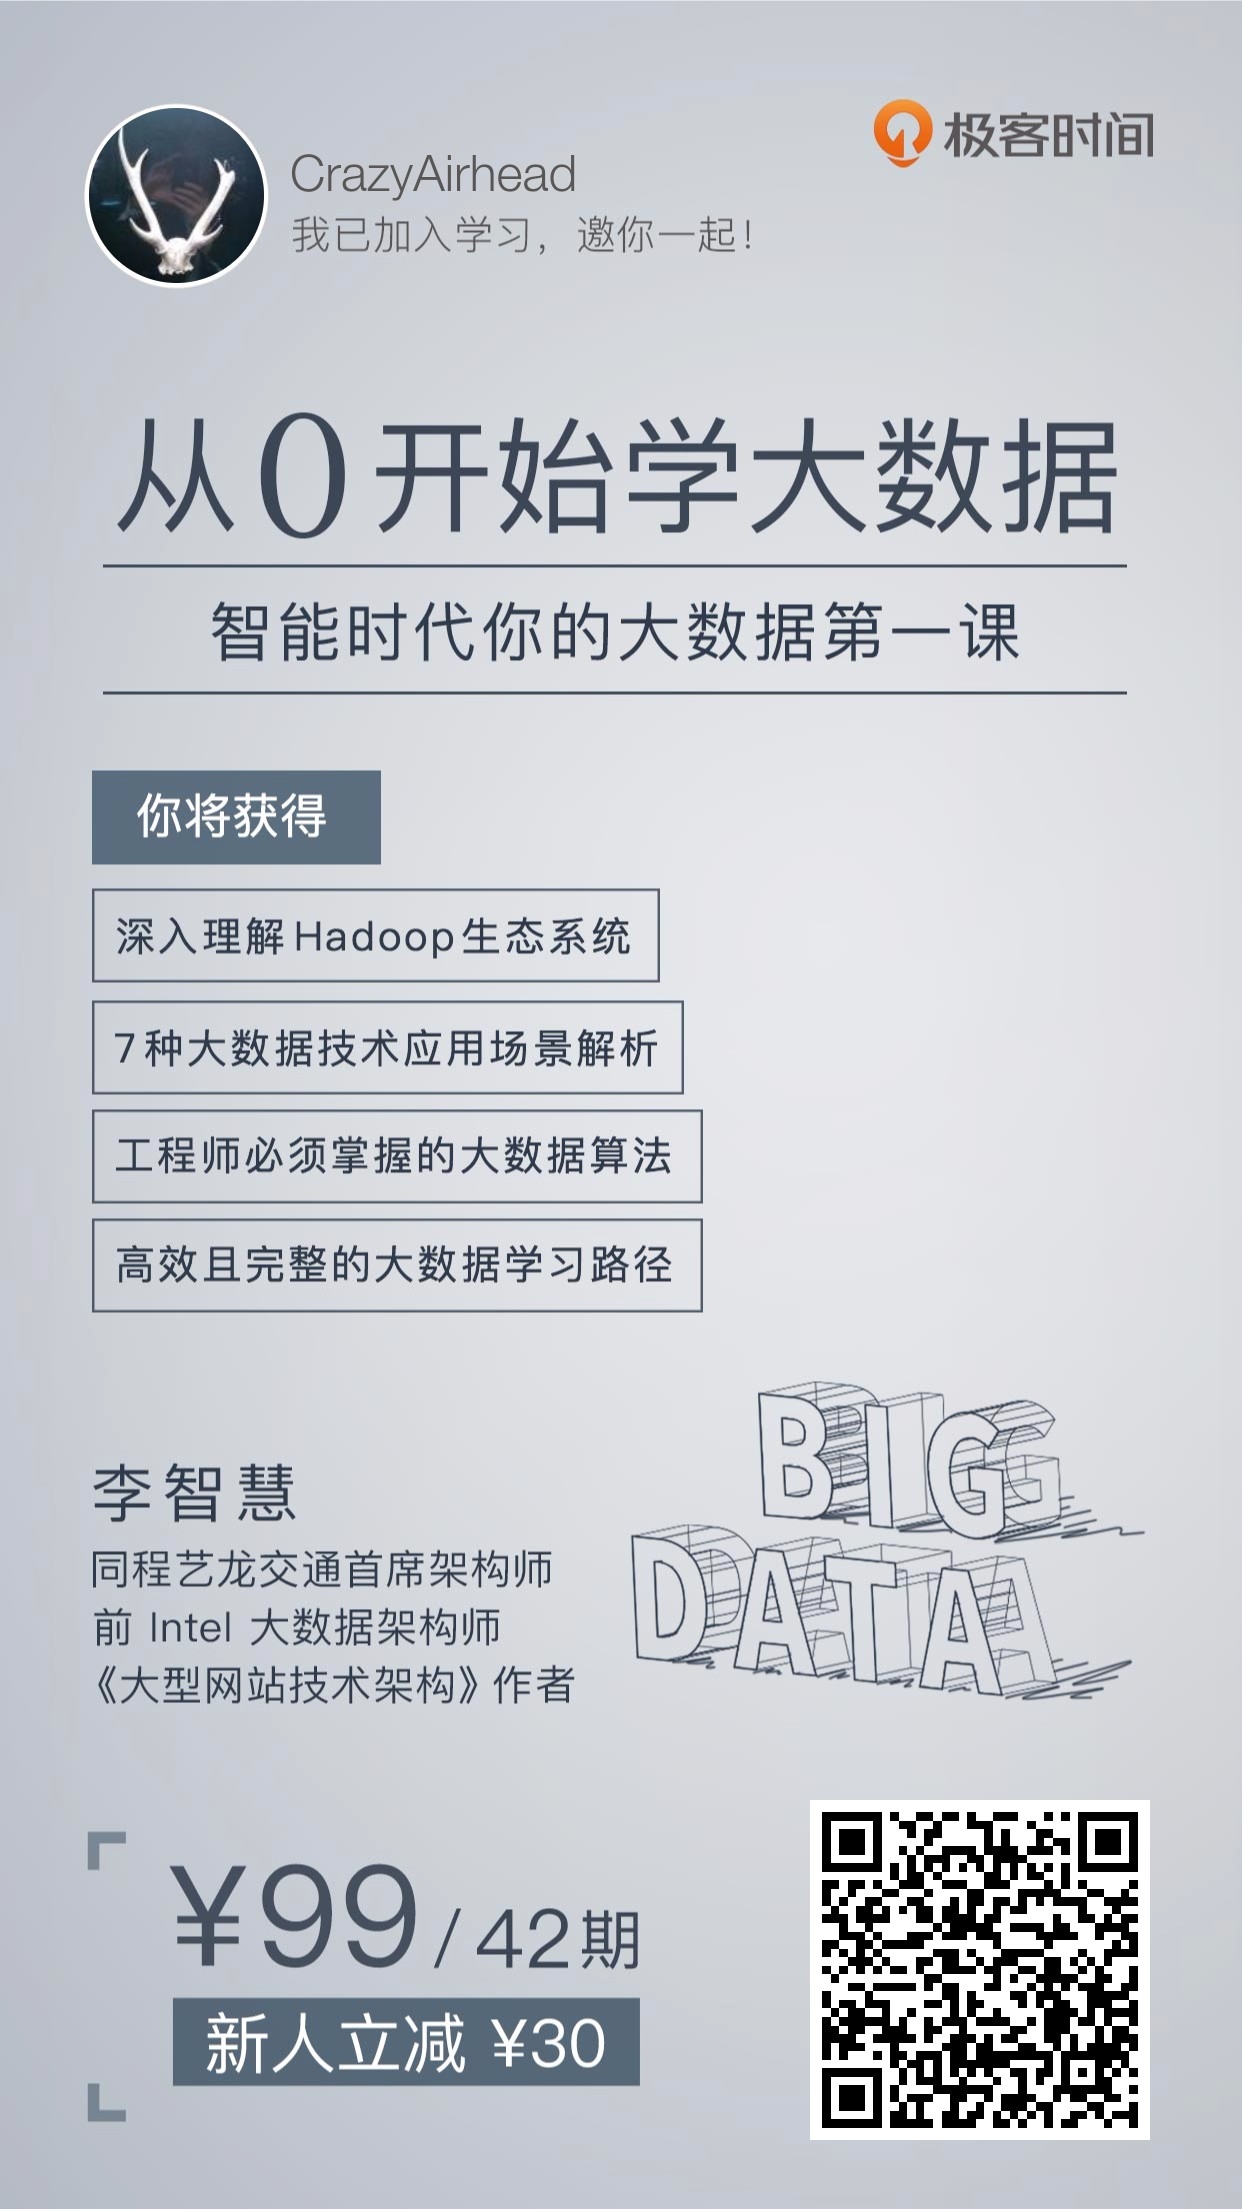 极客时间
CrazyAirhead
我已加入学习，邀你一起！
从0开始学大数据
智能时代你的大数据第一课
你将获得
深入理解Hadoop生态系统
7种大数据技术应用场景解析
工程师必须掌握的大数据算法
高效且完整的大数据学习路径
BIG
DATA
李智慧
同程艺龙交通首席架构师
前 Intel 大数据架构师
《大型网站技术架构》作者
¥99/42期
新人立减 ¥30